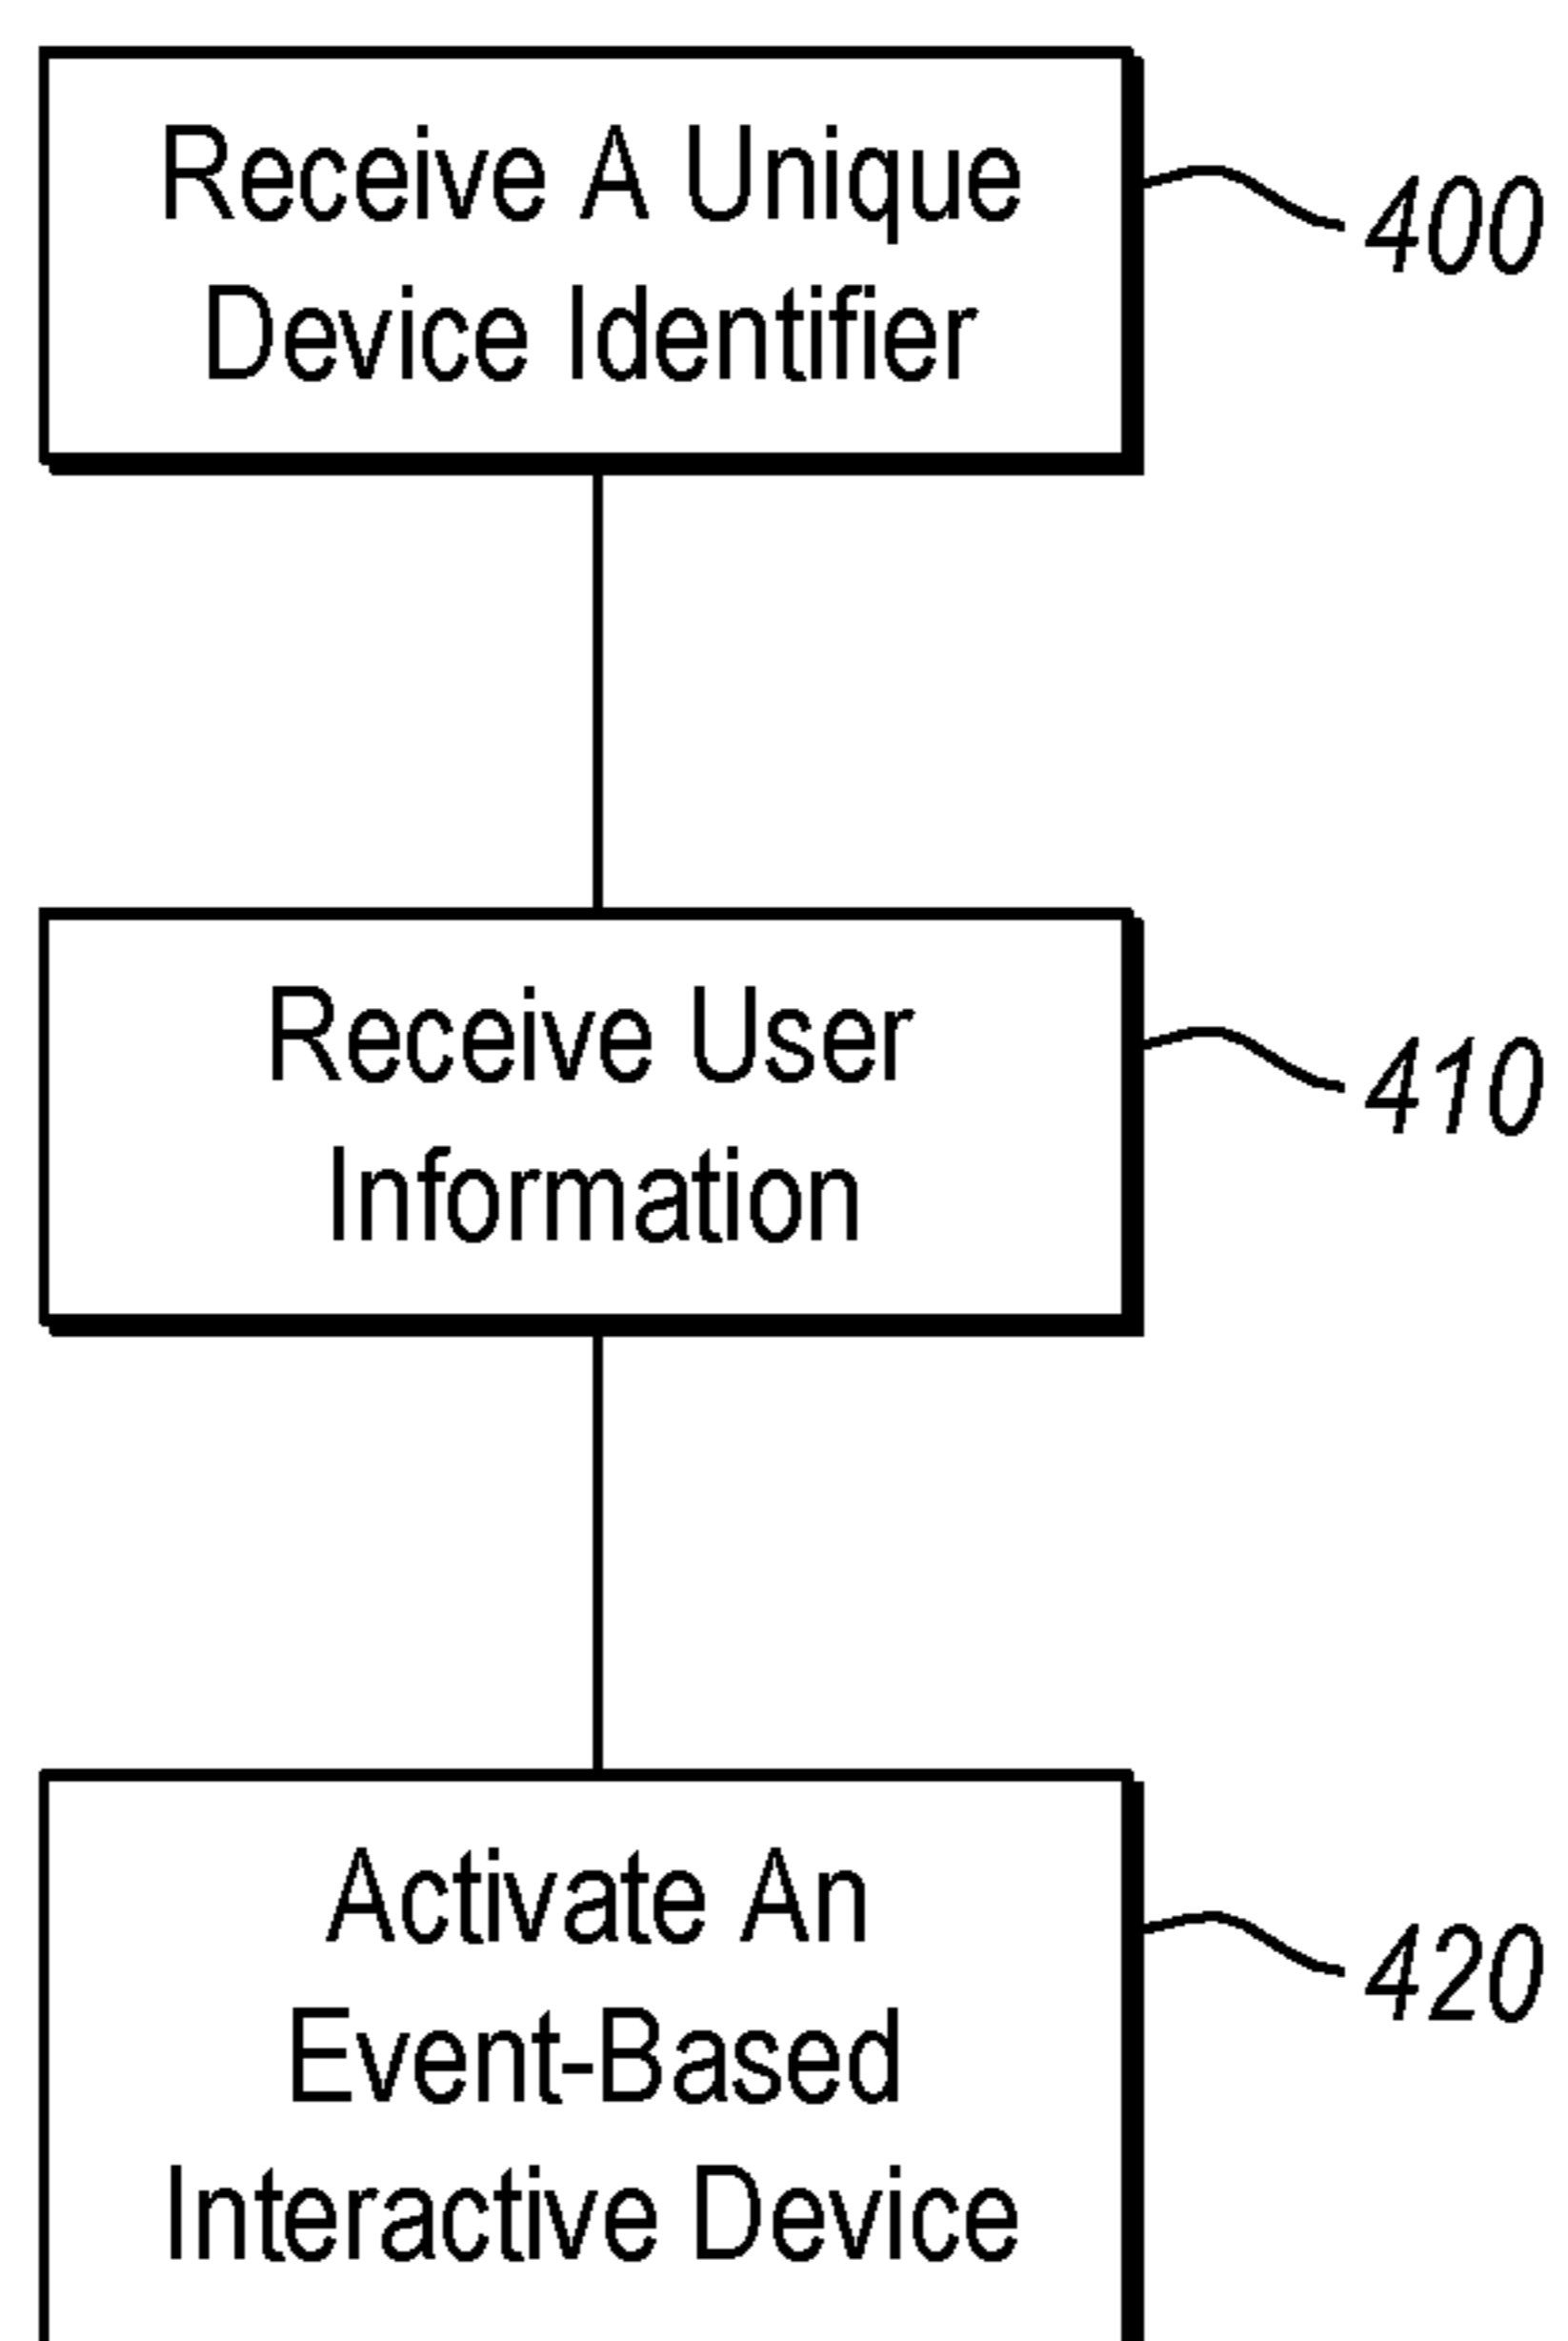 Receive A Unique
Device Identifier
400
Receive User
Information
410
Activate An
Event-Based
Interactive Device
420